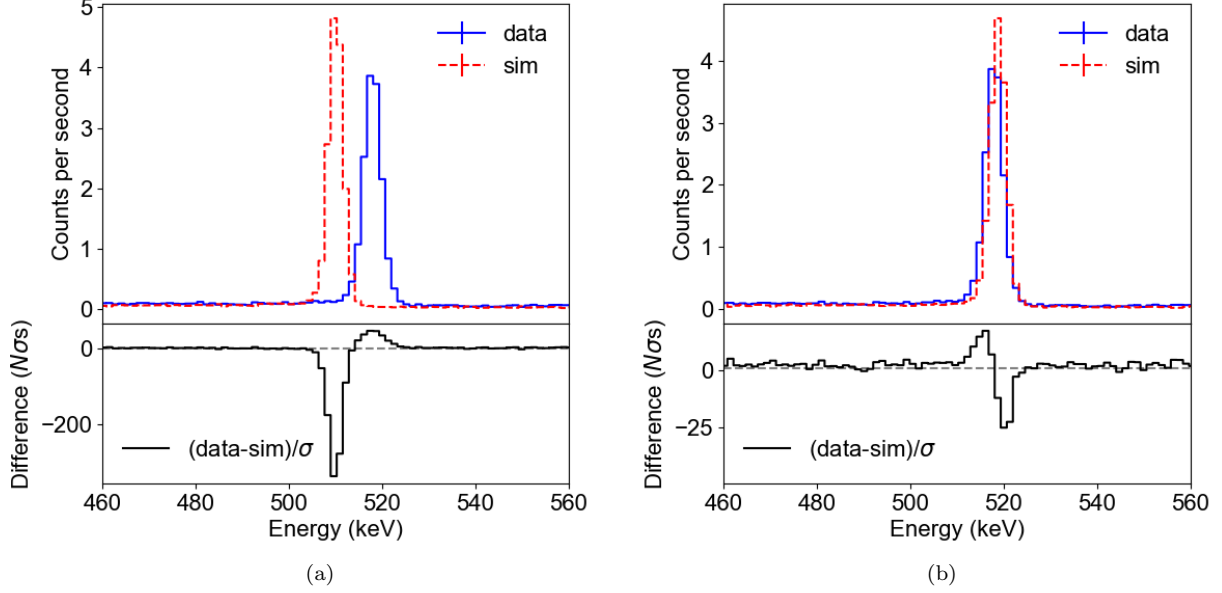 5
4
3
2
1
0
Counts per second
data
sim
0
−200
Difference (Nσs)
(data-sim)/σ
460
480
500
520
540
560
Energy (keV)
(a)
4
3
2
1
0
Counts per second
data
sim
0
−25
Difference (Nσs)
(data-sim)/σ
460
480
500
520
540
560
Energy (keV)
(b)